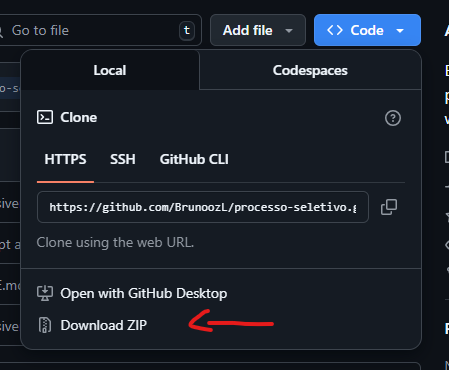 Go to file
t
Add file
Code
Local
Codespaces
Clone
HTTPS
SSH
GitHub CLI
https://github.com/BrunoozL/processo-seletivo.g
Clone using the web URL.
Open with GitHub Desktop
Download ZIP